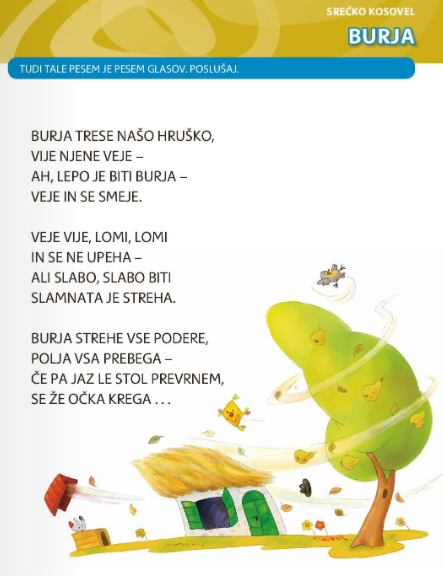 SREČKO KOSOVEL
BURJA
TUDI TALE PESEM JE PESEM GLASOV. POSLUŠAJ.
BURJA TRESE NAŠO HRUŠKO,
VIJE NJENE VEJE –
AH, LEPO JE BITI BURJA –
VEJE IN SE SMEJE.
VEJE VIJE, LOMI, LOMI
IN SE NE UPEHA –
ALI SLABO, SLABO BITI
SLAMNATA JE STREHA.
BURJA STREHE VSE PODERE,
POLJA VSA PREBEGA –
ČE PA JAZ LE STOL PREVRNEM,
SE ŽE OČKA KREGA . . .